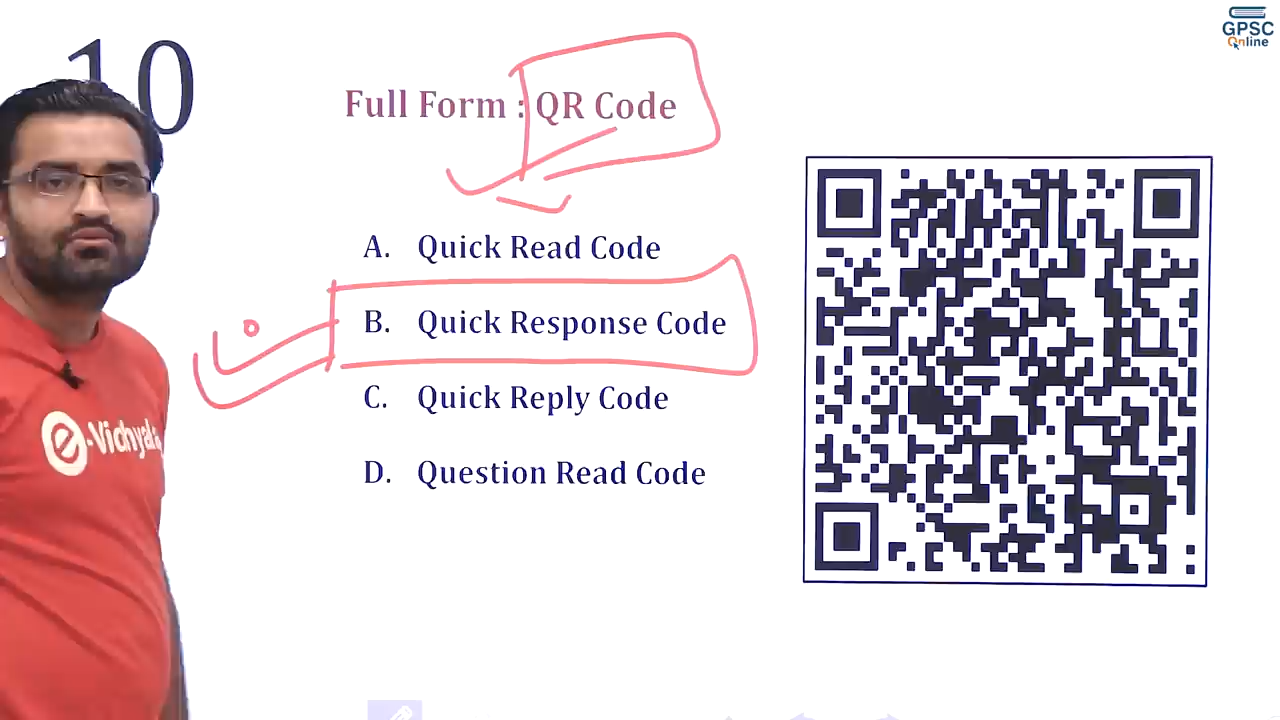 10
GPSC
Online
Full Form : QR Code
A. Quick Read Code
B. Quick Response Code
C. Quick Reply Code
D. Question Read Code
e-Vidhyala